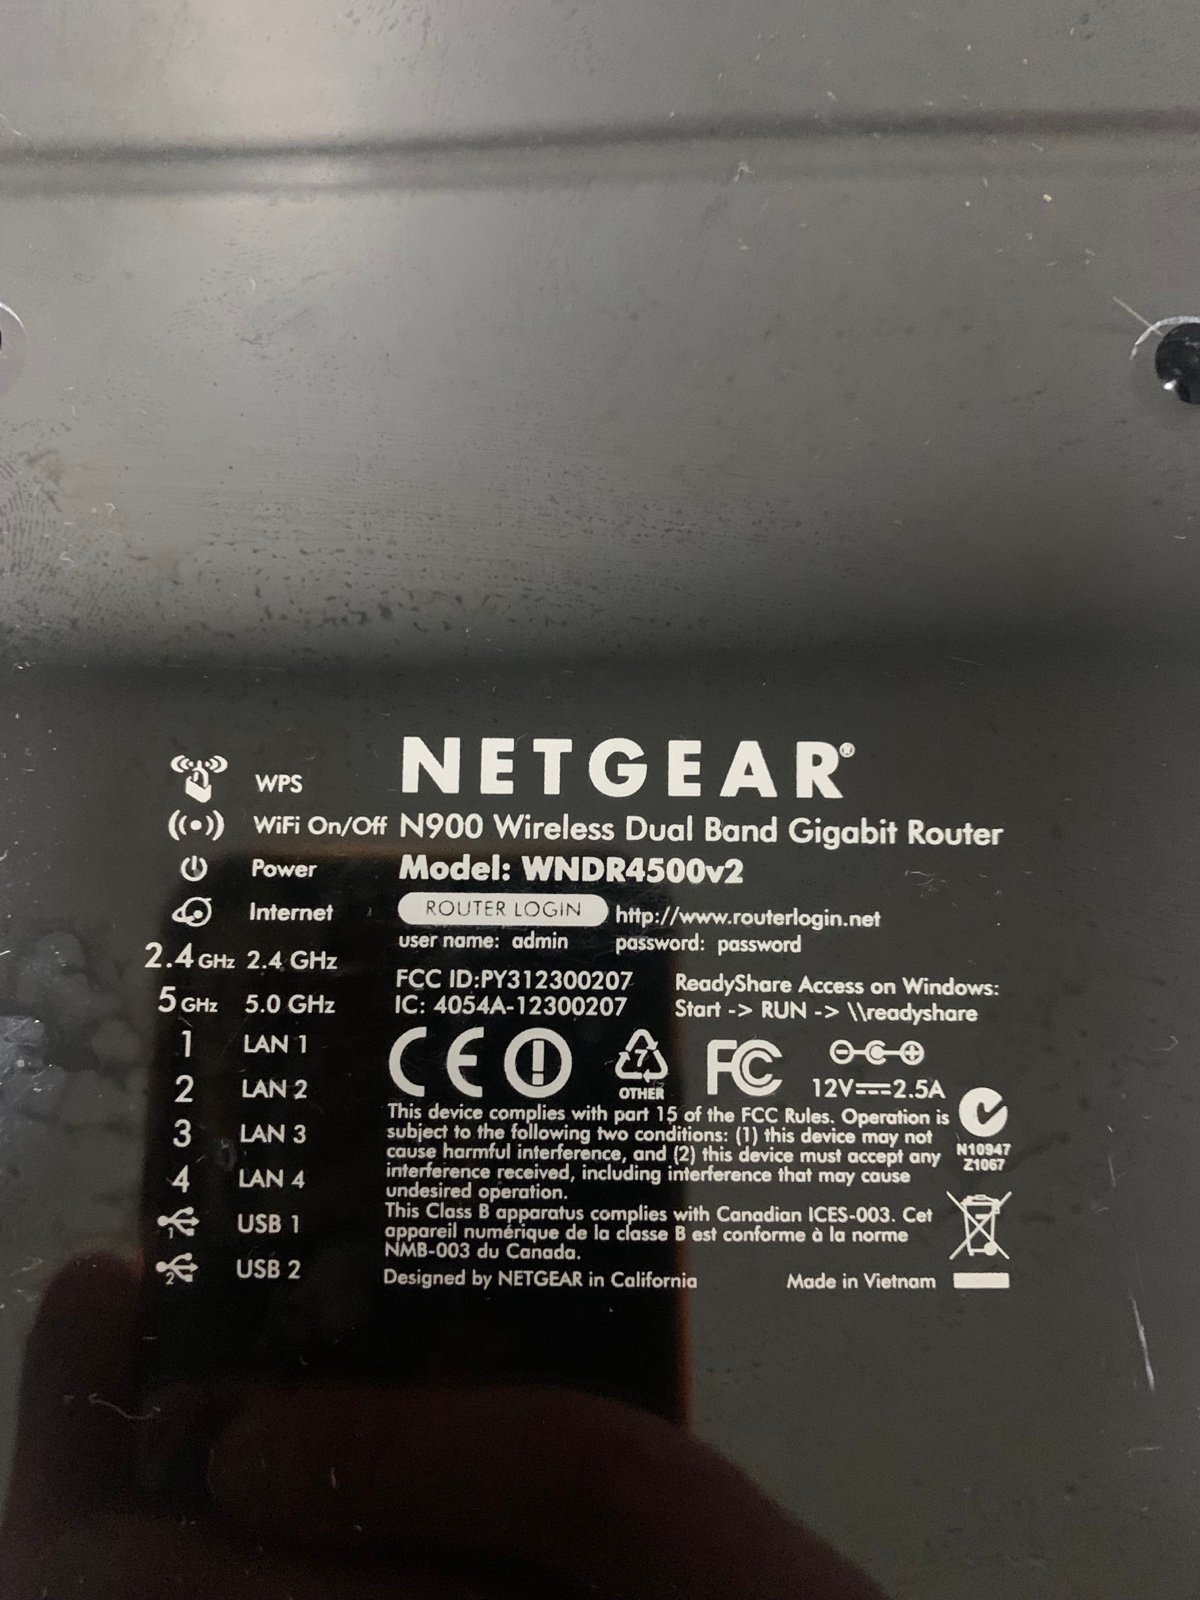 NETGEAR®
WPS
WiFi On/Off
N900 Wireless Dual Band Gigabit Router
Power
Model: WNDR4500v2
Internet
ROUTER LOGIN http://www.routerlogin.net
user name: admin password: password
2.4 GHz 2.4 GHz
5 GHz 5.0 GHz
FCC ID:PY312300207
IC: 4054A-12300207
ReadyShare Access on Windows:
Start -> RUN -> \\readyshare
1 LAN 1
2 LAN 2
3 LAN 3
4 LAN 4
1 USB 1
2 USB 2
CE
7
OTHER
FC
12V 2.5A
N10947
Z1067
This device complies with part 15 of the FCC Rules. Operation is
subject to the following two conditions: (1) this device may not
cause harmful interference, and (2) this device must accept any
interference received, including interference that may cause
undesired operation.
This Class B apparatus complies with Canadian ICES-003. Cet
appareil numérique de la classe B est conforme à la norme
NMB-003 du Canada.
Designed by NETGEAR in California
Made in Vietnam